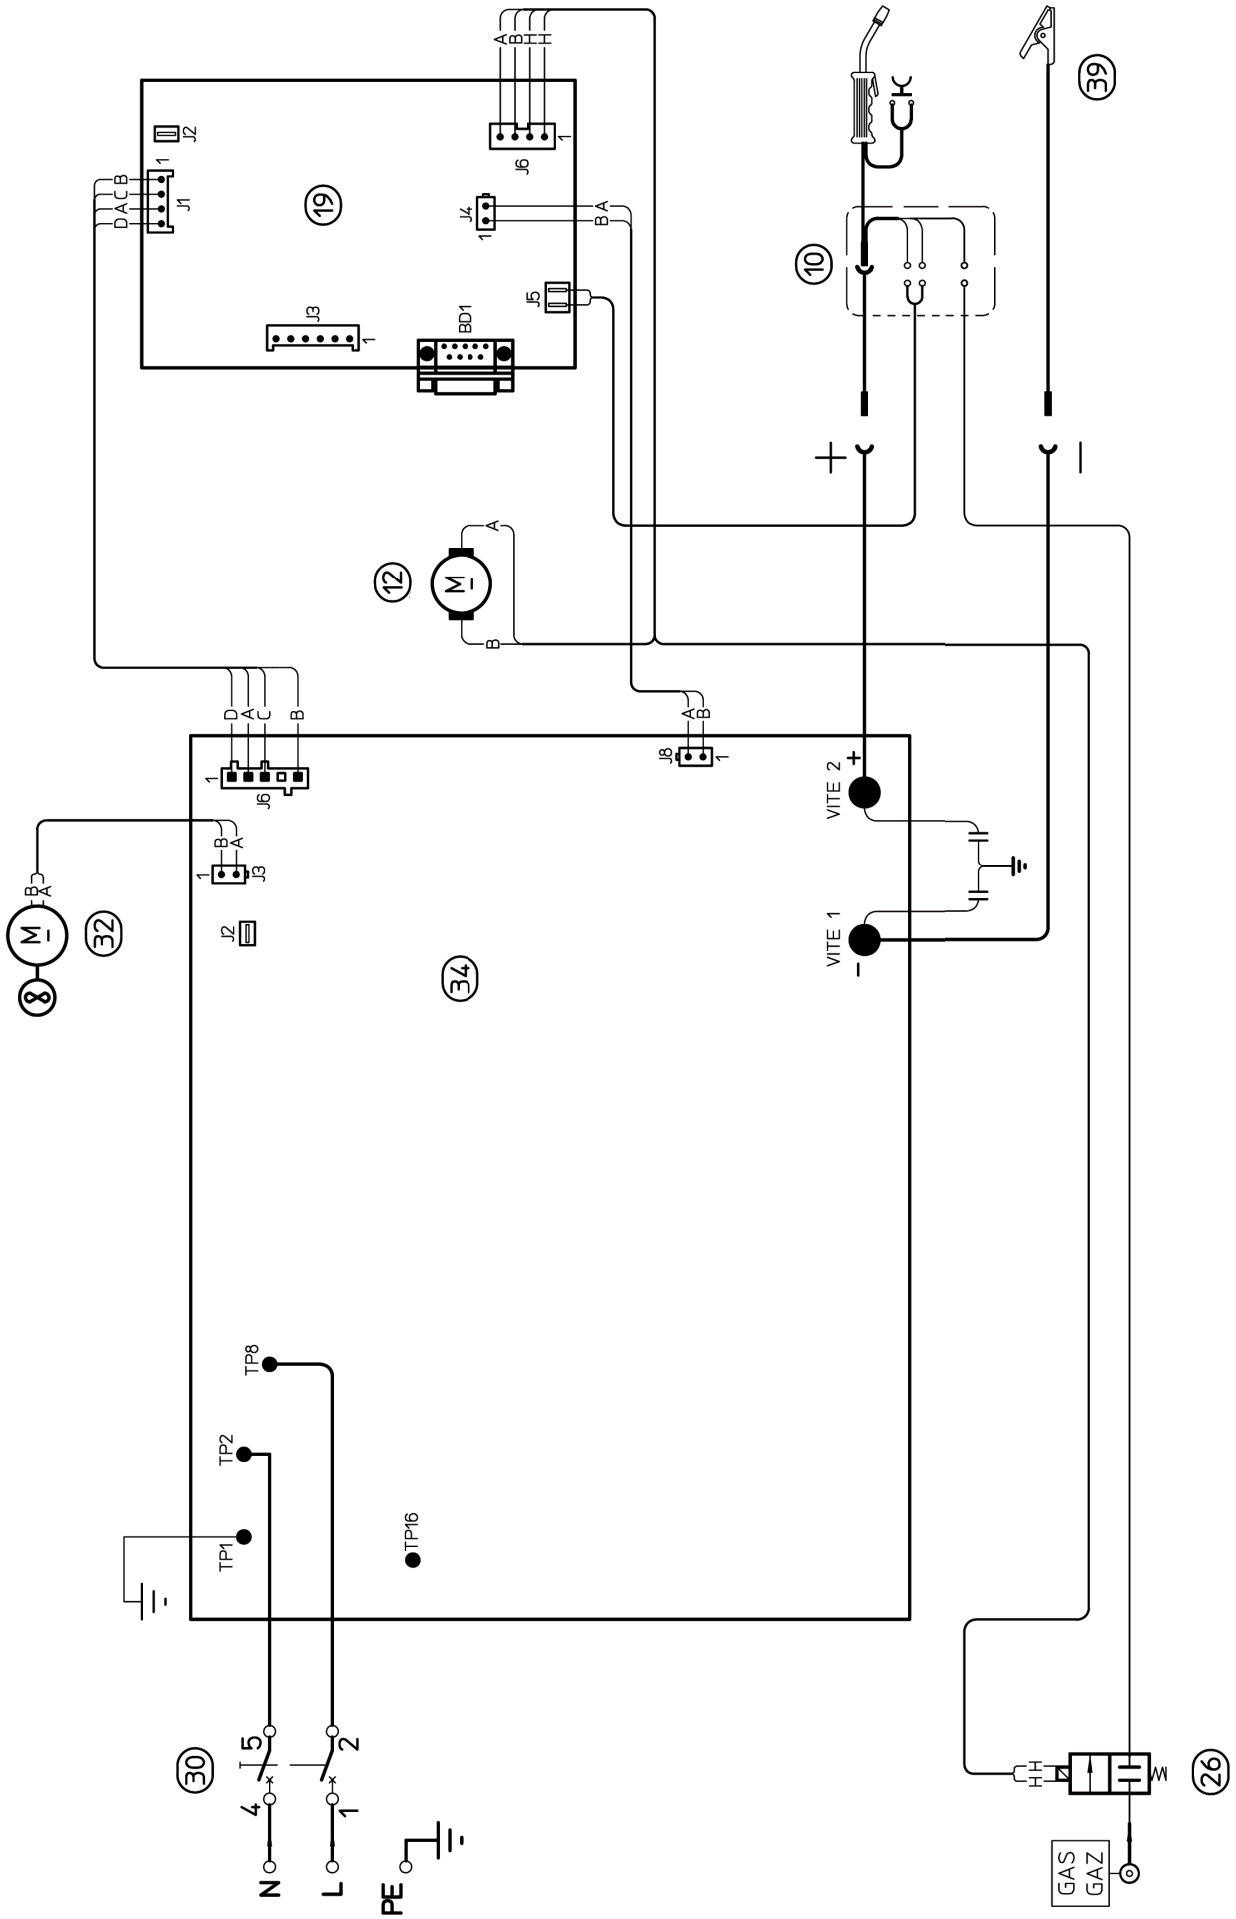 39
A B H H
J2
1
B C A D
J1
19
J6
1
J4
1
A
B
10
J5
J3
1
BD1
+
−
A
12
M
B
D A C B
A
B
J8
1
1
J6
VITE 2
+
B A
1
J3
B A
M
32
J2
VITE 1
−
34
TP8
TP2
TP1
TP16
30
5
2
4
1
N
L
PE
H
H
26
GAS
GAZ